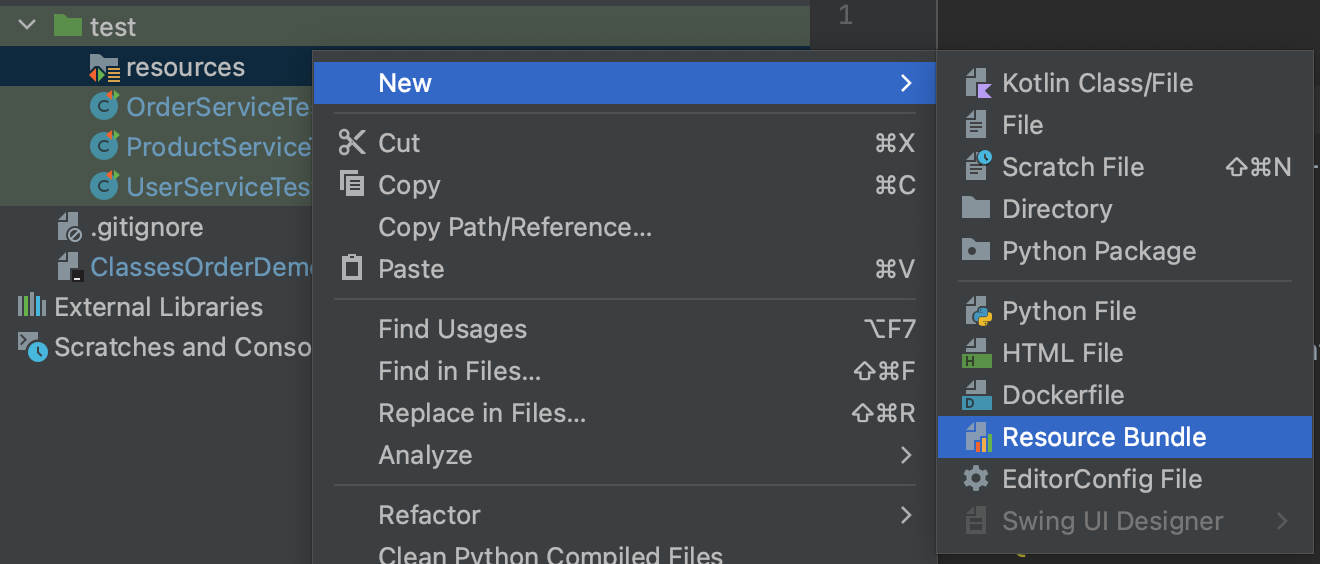 test
1
resources
OrderServiceTe
ProductService
UserServiceTes
.gitignore
ClassesOrderDem
External Libraries
Scratches and Conso
New
Cut ⌘X
Copy ⌘C
Copy Path/Reference...
Paste ⌘V
Find Usages ⌥F7
Find in Files... ⇧⌘F
Replace in Files... ⇧⌘R
Analyze
Refactor
Clean Python Compiled Files
Kotlin Class/File
File
Scratch File ⇧⌘N
Directory
Python Package
Python File
HTML File
Dockerfile
Resource Bundle
EditorConfig File
Swing UI Designer